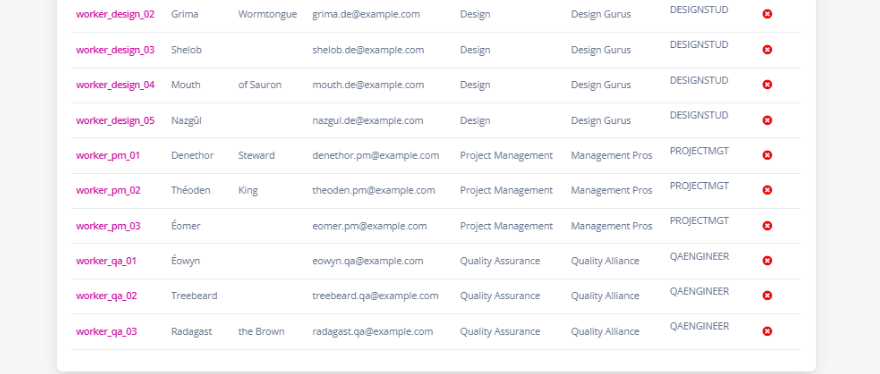 worker_design_02 Grima Wormtongue grima.de@example.com Design Design Gurus DESIGNSTUD
worker_design_03 Shelob shelob.de@example.com Design Design Gurus DESIGNSTUD
worker_design_04 Mouth of Sauron mouth.de@example.com Design Design Gurus DESIGNSTUD
worker_design_05 Nazgûl nazgul.de@example.com Design Design Gurus DESIGNSTUD
worker_pm_01 Denethor Steward denethor.pm@example.com Project Management Management Pros PROJECTMGT
worker_pm_02 Théoden King theoden.pm@example.com Project Management Management Pros PROJECTMGT
worker_pm_03 Éomer eomer.pm@example.com Project Management Management Pros PROJECTMGT
worker_qa_01 Éowyn eowyn.qa@example.com Quality Assurance Quality Alliance QAENGINEER
worker_qa_02 Treebeard treebeard.qa@example.com Quality Assurance Quality Alliance QAENGINEER
worker_qa_03 Radagast the Brown radagast.qa@example.com Quality Assurance Quality Alliance QAENGINEER